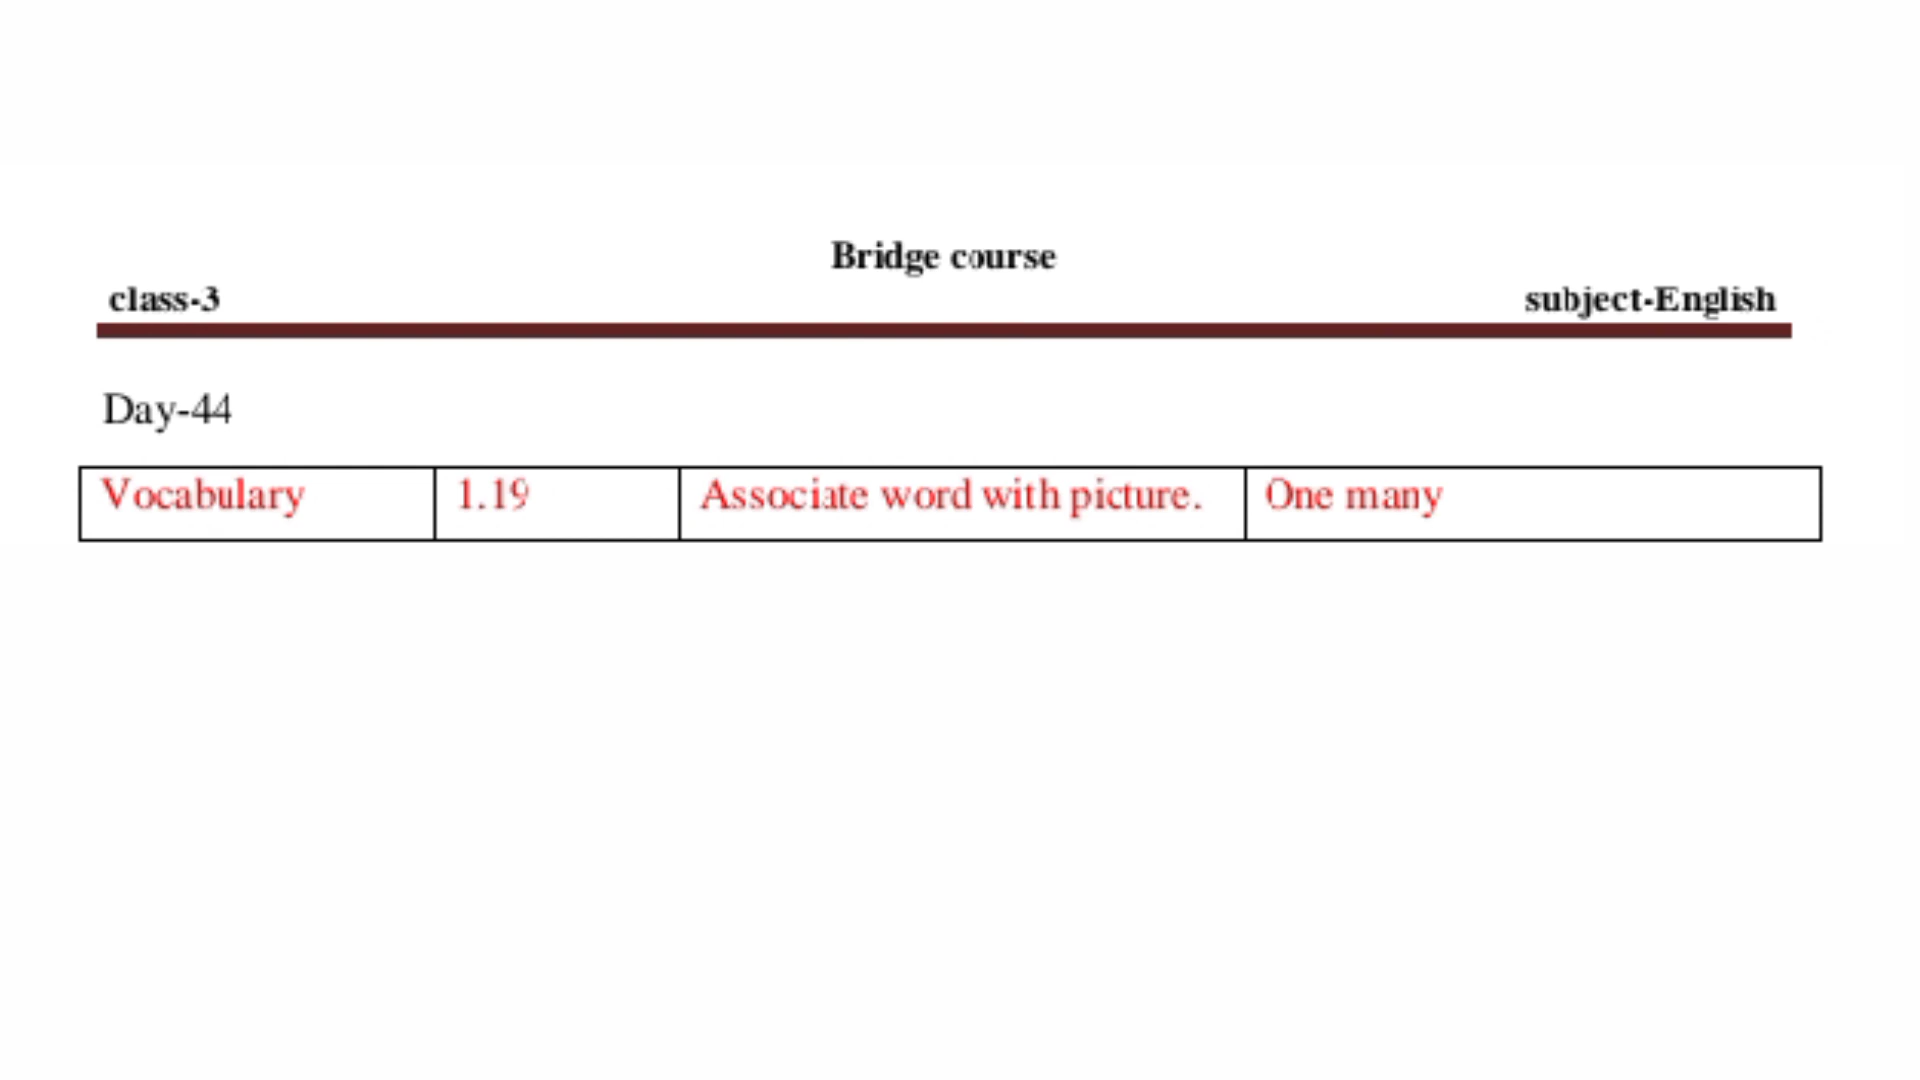 Bridge course
class-3 subject-English
Day-44
Vocabulary 1.19 Associate word with picture. One many